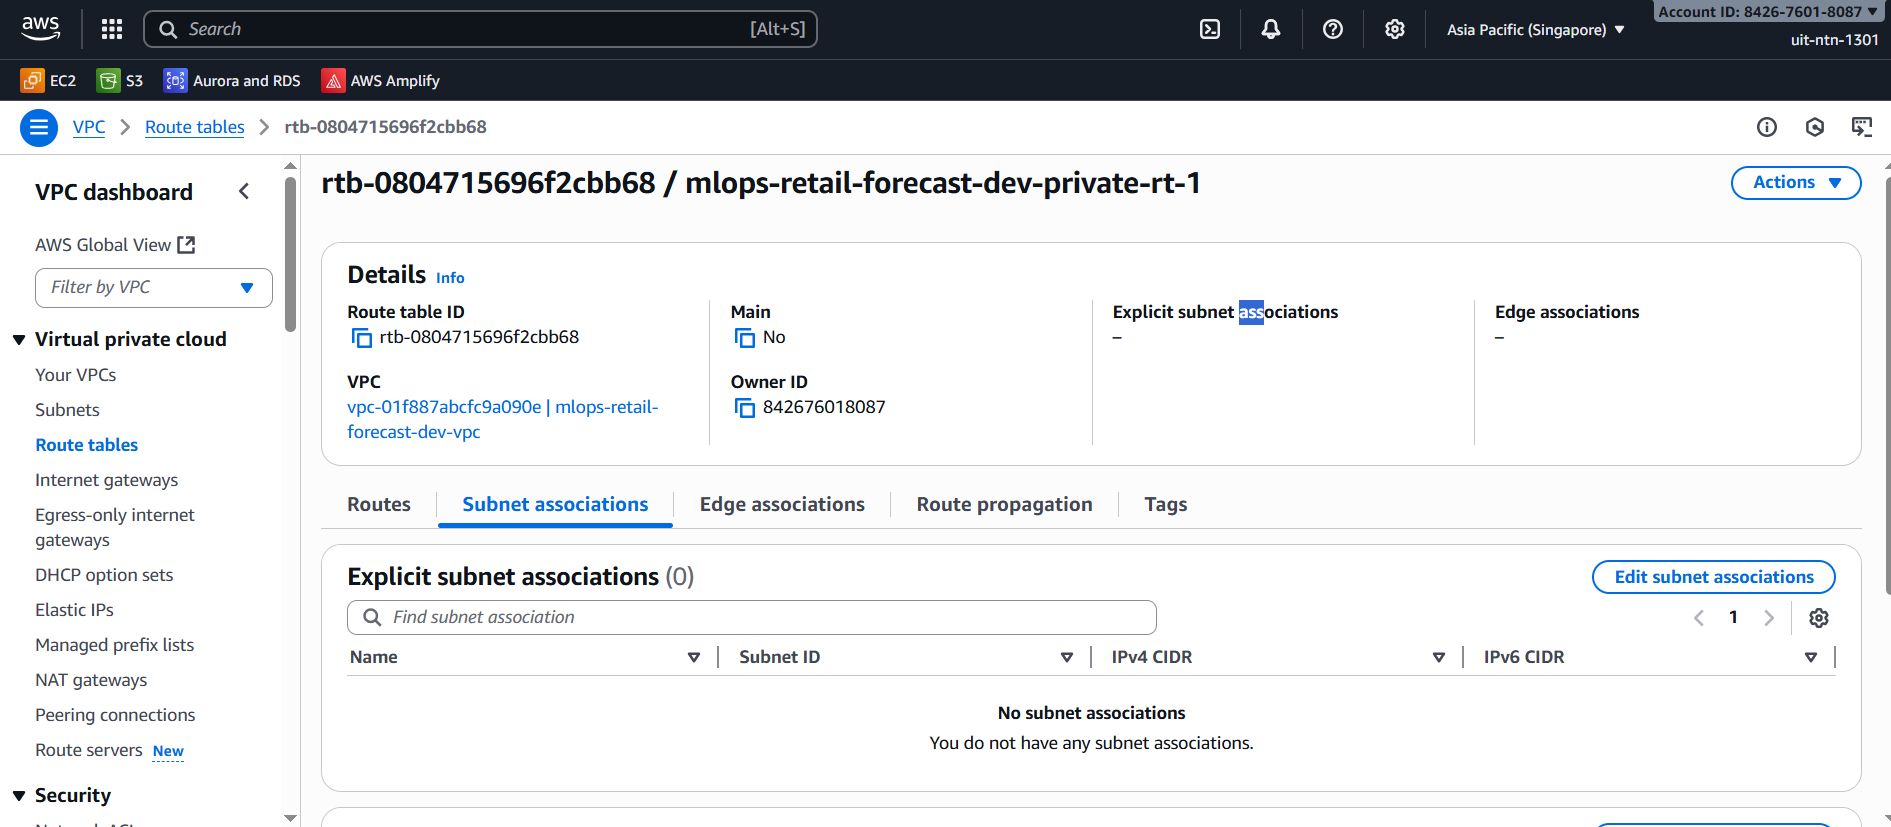 aws
Search [Alt+S]
Asia Pacific (Singapore)
Account ID: 8426-7601-8087
uit-ntn-1301
EC2 S3 Aurora and RDS AWS Amplify
VPC Route tables rtb-0804715696f2cbb68
VPC dashboard
AWS Global View
Filter by VPC
Virtual private cloud
Your VPCs
Subnets
Route tables
Internet gateways
Egress-only internet
gateways
DHCP option sets
Elastic IPs
Managed prefix lists
NAT gateways
Peering connections
Route servers New
Security
rtb-0804715696f2cbb68 / mlops-retail-forecast-dev-private-rt-1
Actions
Details Info
Route table ID
rtb-0804715696f2cbb68
Main
No
Explicit subnet associations
–
Edge associations
–
VPC
vpc-01f887abcfc9a090e | mlops-retail-
forecast-dev-vpc
Owner ID
842676018087
Routes Subnet associations Edge associations Route propagation Tags
Explicit subnet associations (0)
Edit subnet associations
Find subnet association
1
Name Subnet ID IPv4 CIDR IPv6 CIDR
No subnet associations
You do not have any subnet associations.